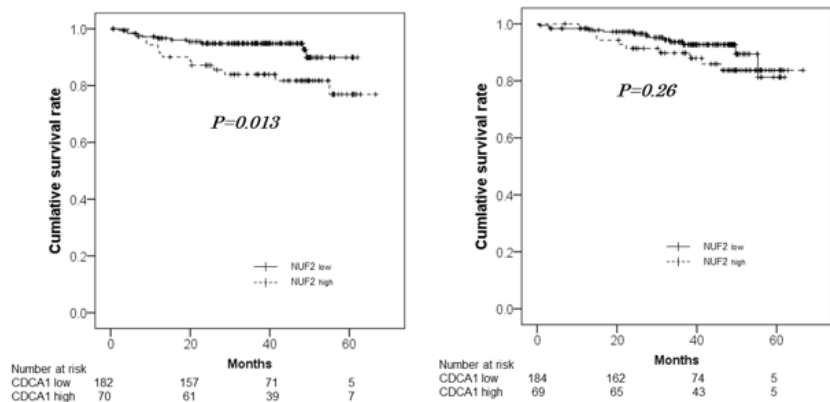 1.0
0.8
0.6
0.4
0.2
0.0
Cumlative survival rate
P=0.013
NUF2 low
NUF2 high
0 20 40 60
Months
Number at risk
CDCA1 low 182 157 71 5
CDCA1 high 70 61 39 7
1.0
0.8
0.6
0.4
0.2
0.0
Cumlative survival rate
P=0.26
NUF2 low
NUF2 high
0 20 40 60
Months
Number at risk
CDCA1 low 184 162 74 5
CDCA1 high 69 65 43 5